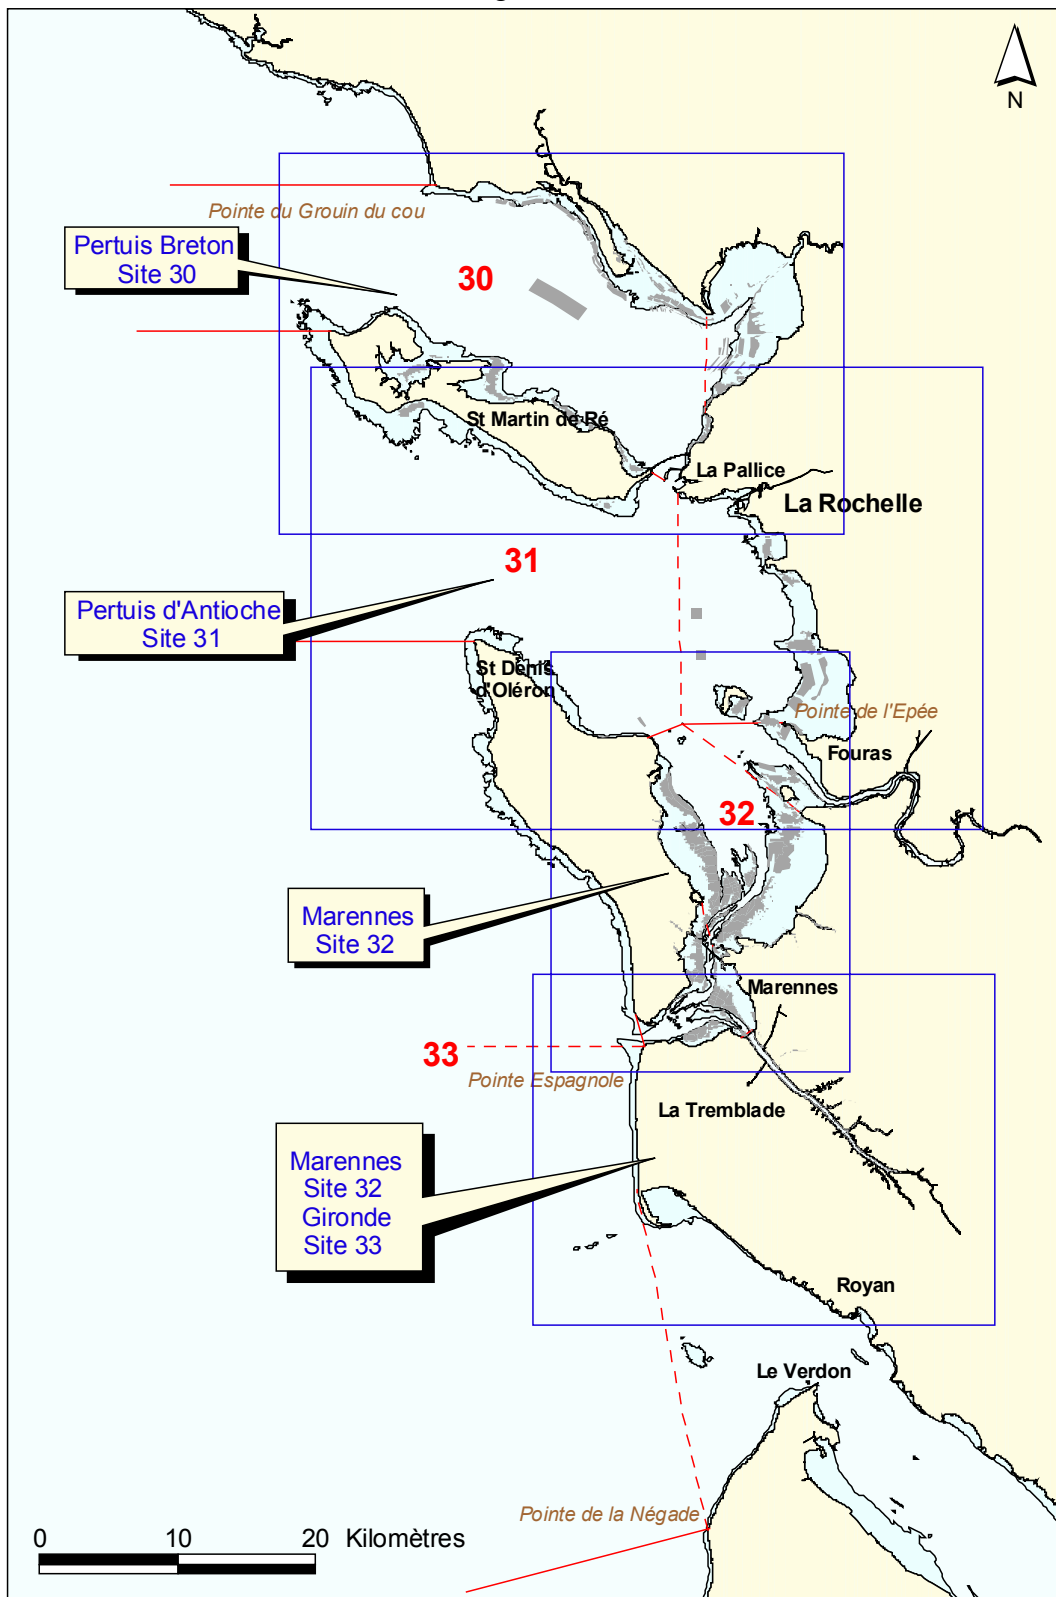 N
Pointe du Grouin du cou
Pertuis Breton
Site 30
30
St Martin de Ré
La Pallice
La Rochelle
31
Pertuis d'Antioche
Site 31
St Denis
d'Oléron
Pointe de l'Epée
Fouras
32
Marennes
Site 32
Marennes
33
Pointe Espagnole
La Tremblade
Marennes
Site 32
Gironde
Site 33
Royan
Le Verdon
Pointe de la Négade
0 10 20 Kilomètres